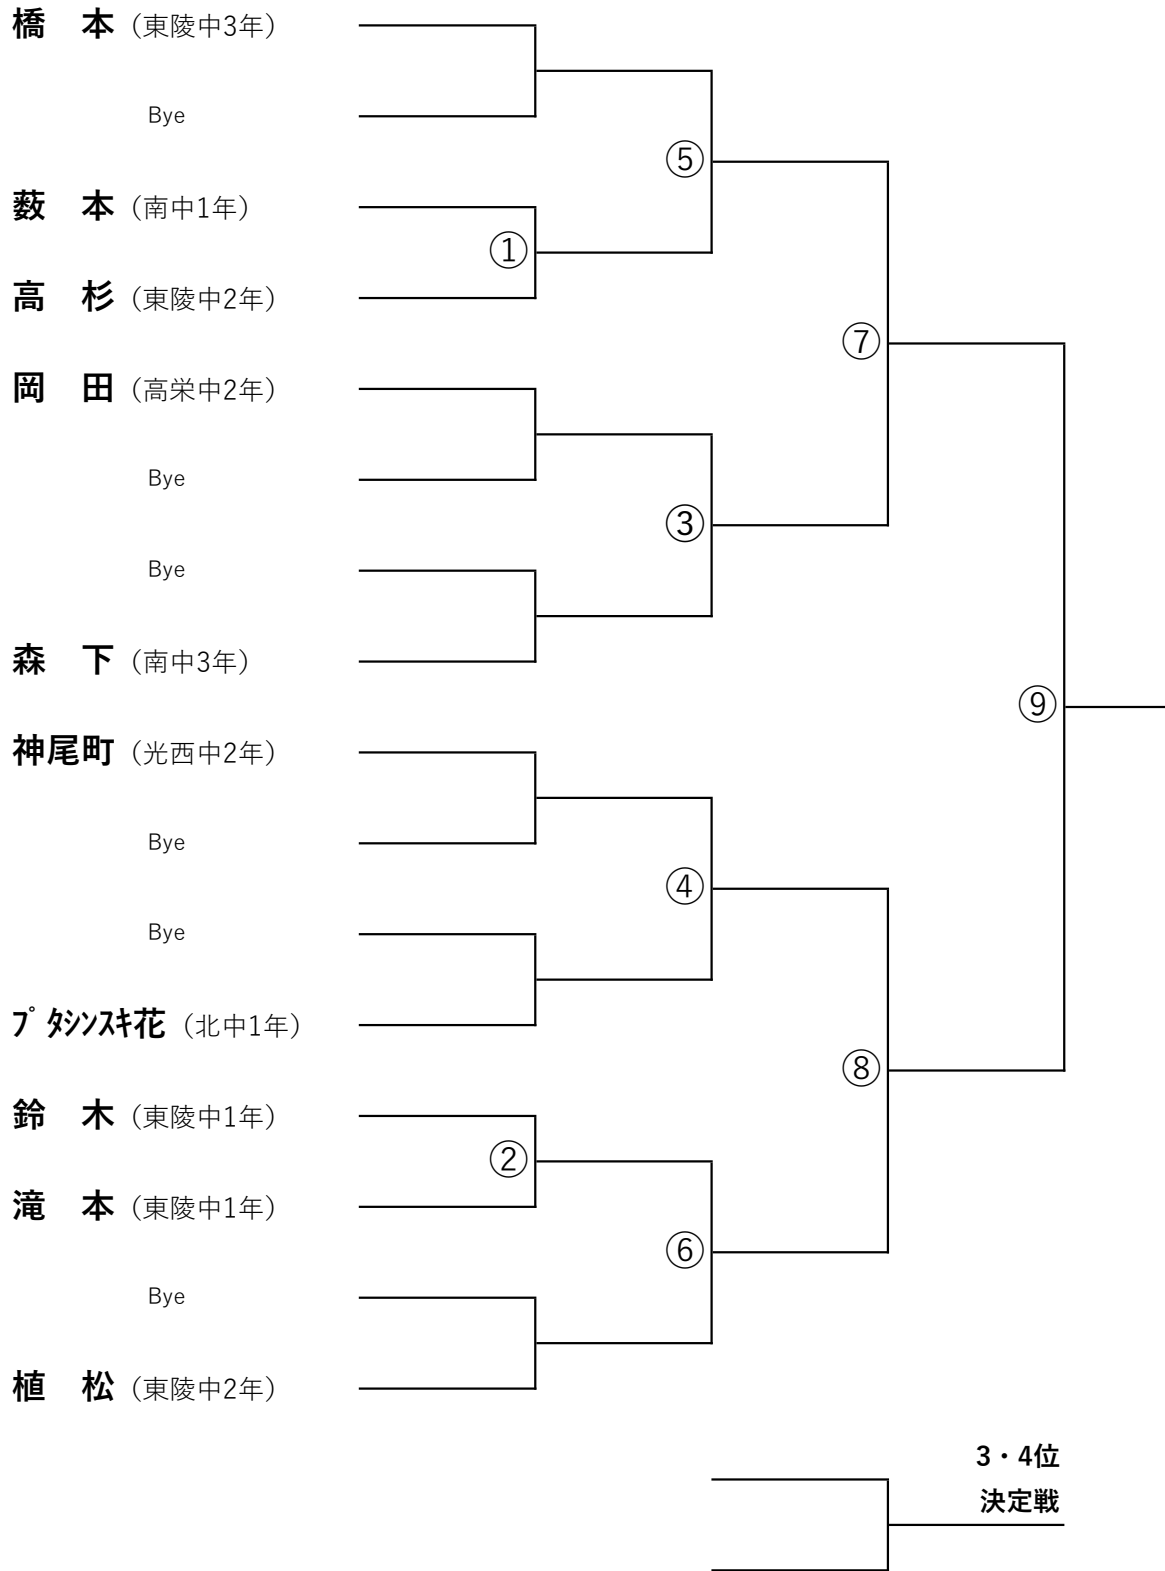 橋　本（東陵中3年）
Bye
⑤
薮　本（南中1年）
①
高　杉（東陵中2年）
⑦
岡　田（高栄中2年）
Bye
③
Bye
森　下（南中3年）
⑨
神尾町（光西中2年）
Bye
④
Bye
ﾌﾟﾀｼﾝｽｷ花（北中1年）
⑧
鈴　木（東陵中1年）
②
滝　本（東陵中1年）
⑥
Bye
植　松（東陵中2年）
3・4位
決定戦